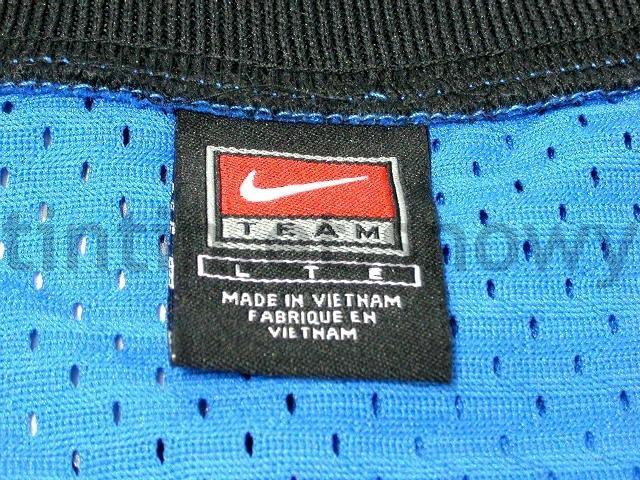 TEAM
L T E
MADE IN VIETNAM
FABRIQUE EN
VIETNAM